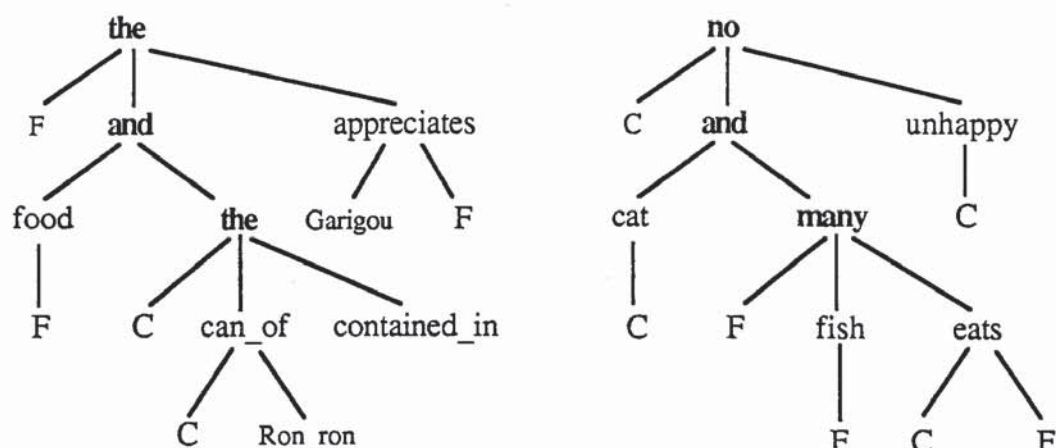 the no
F and appreciates C and unhappy
food the Garigou F cat many C
F C can_of contained_in C F fish eats
C Ron ron F C F